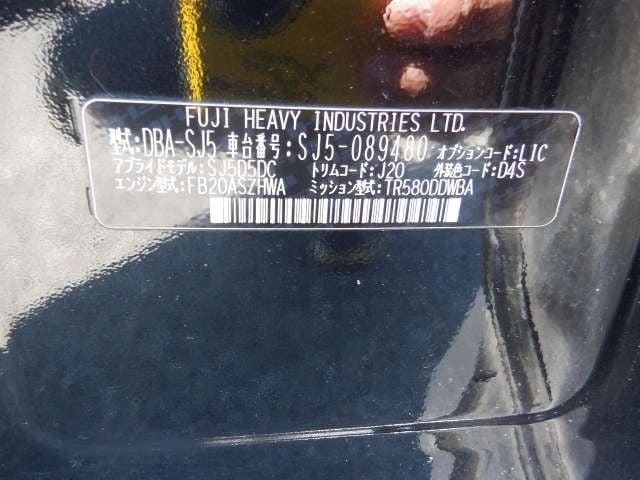 FUJI HEAVY INDUSTRIES LTD.
型式:DBA-SJ5 車台番号:SJ5-089480 オプションコード:LIC
アプライドモデル:SJ5D5DC トリムコード:J20 外装色コード:D4S
エンジン型式:FB20ASZHWA ミッション型式:TR580DDWBA